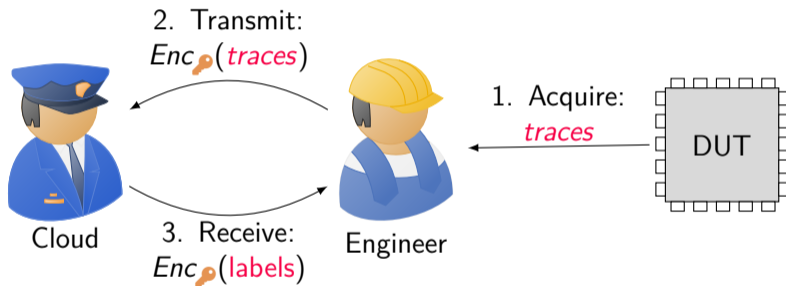 2. Transmit:
Enc(traces)
1. Acquire:
traces
DUT
Cloud
3. Receive:
Enc(labels)
Engineer